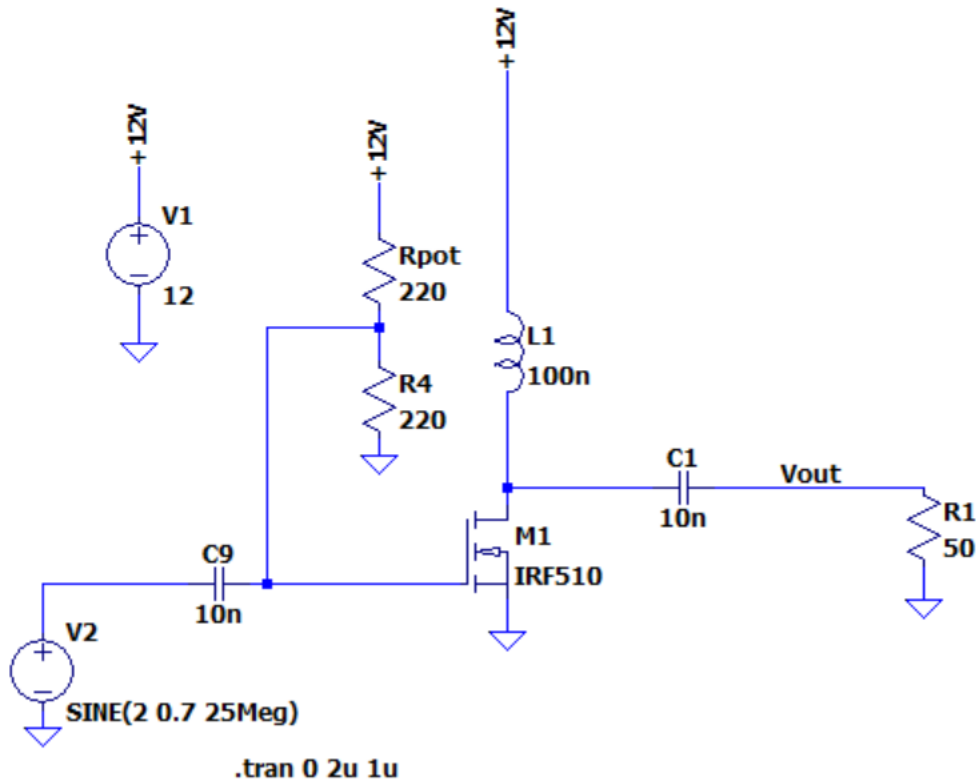 +12V
+12V
+12V
V1
12
Rpot
220
L1
100n
R4
220
C1
10n
Vout
R1
50
M1
IRF510
C9
10n
V2
SINE(2 0.7 25Meg)
.tran 0 2u 1u